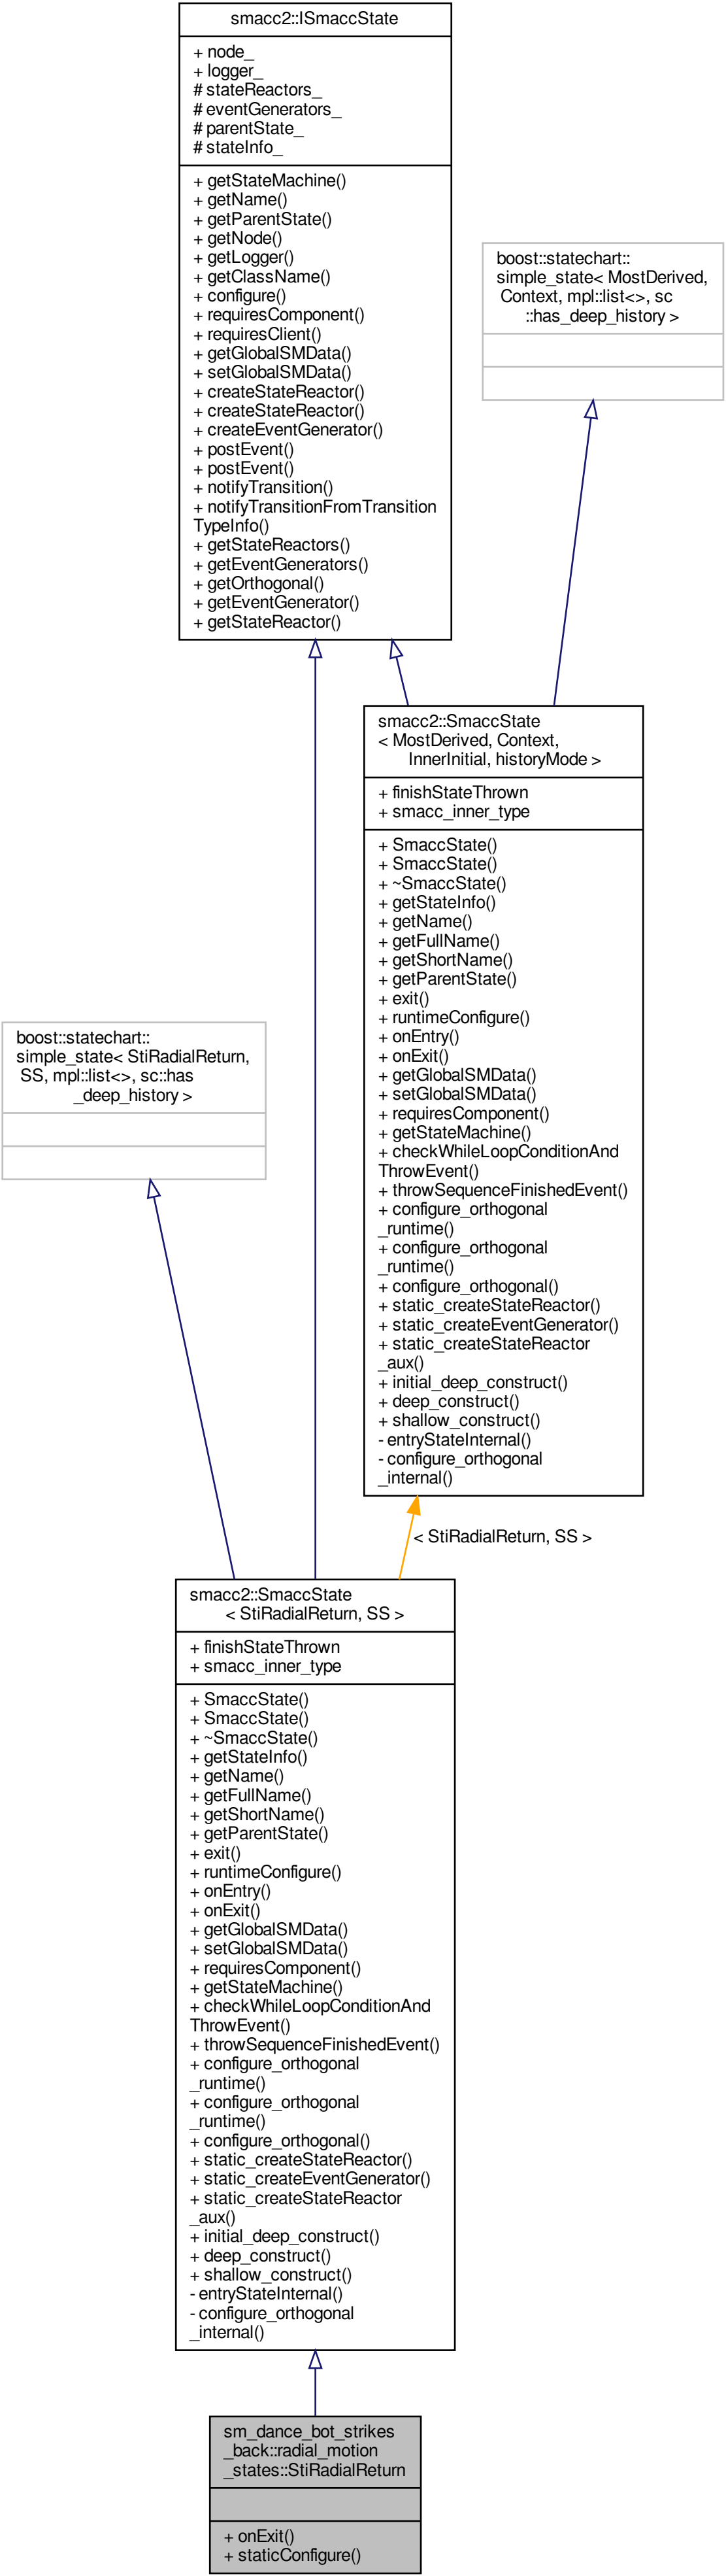 smacc2::ISmaccState
+ node_
+ logger_
# stateReactors_
# eventGenerators_
# parentState_
# stateInfo_
+ getStateMachine()
+ getName()
+ getParentState()
+ getNode()
+ getLogger()
+ getClassName()
+ configure()
+ requiresComponent()
+ requiresClient()
+ getGlobalSMData()
+ setGlobalSMData()
+ createStateReactor()
+ createStateReactor()
+ createEventGenerator()
+ postEvent()
+ postEvent()
+ notifyTransition()
+ notifyTransitionFromTransition
TypeInfo()
+ getStateReactors()
+ getEventGenerators()
+ getOrthogonal()
+ getEventGenerator()
+ getStateReactor()
boost::statechart::
simple_state< MostDerived,
Context, mpl::list<>, sc
::has_deep_history >
smacc2::SmaccState
< MostDerived, Context,
InnerInitial, historyMode >
+ finishStateThrown
+ smacc_inner_type
+ SmaccState()
+ SmaccState()
+ ~SmaccState()
+ getStateInfo()
+ getName()
+ getFullName()
+ getShortName()
+ getParentState()
+ exit()
+ runtimeConfigure()
+ onEntry()
+ onExit()
+ getGlobalSMData()
+ setGlobalSMData()
+ requiresComponent()
+ getStateMachine()
+ checkWhileLoopConditionAnd
ThrowEvent()
+ throwSequenceFinishedEvent()
+ configure_orthogonal
_runtime()
+ configure_orthogonal
_runtime()
+ configure_orthogonal()
+ static_createStateReactor()
+ static_createEventGenerator()
+ static_createStateReactor
_aux()
+ initial_deep_construct()
+ deep_construct()
+ shallow_construct()
- entryStateInternal()
- configure_orthogonal
_internal()
boost::statechart::
simple_state< StiRadialReturn,
SS, mpl::list<>, sc::has
_deep_history >
< StiRadialReturn, SS >
smacc2::SmaccState
< StiRadialReturn, SS >
+ finishStateThrown
+ smacc_inner_type
+ SmaccState()
+ SmaccState()
+ ~SmaccState()
+ getStateInfo()
+ getName()
+ getFullName()
+ getShortName()
+ getParentState()
+ exit()
+ runtimeConfigure()
+ onEntry()
+ onExit()
+ getGlobalSMData()
+ setGlobalSMData()
+ requiresComponent()
+ getStateMachine()
+ checkWhileLoopConditionAnd
ThrowEvent()
+ throwSequenceFinishedEvent()
+ configure_orthogonal
_runtime()
+ configure_orthogonal
_runtime()
+ configure_orthogonal()
+ static_createStateReactor()
+ static_createEventGenerator()
+ static_createStateReactor
_aux()
+ initial_deep_construct()
+ deep_construct()
+ shallow_construct()
- entryStateInternal()
- configure_orthogonal
_internal()
sm_dance_bot_strikes
_back::radial_motion
_states::StiRadialReturn
+ onExit()
+ staticConfigure()